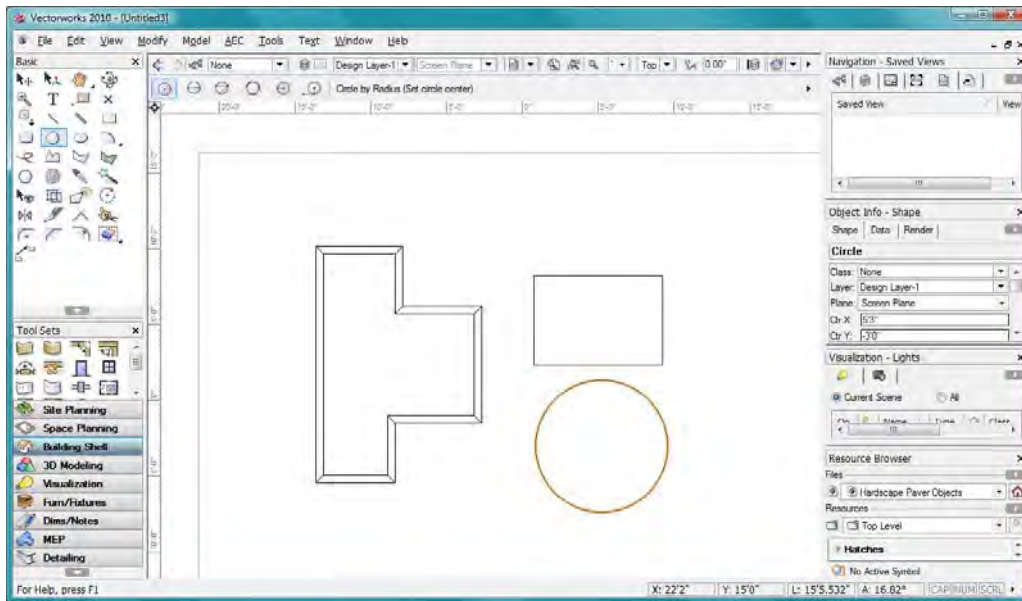 Vectorworks 2010 - [Untitled3]
File Edit View Modify Model AEC Tools Text Window Help
Basic
None
Design Layer-1
Screen Plane
Top
0.00°
Circle by Radius (Set circle center)
Navigation - Saved Views
Saved View
View
Object Info - Shape
Shape Data Render
Circle
Class: None
Layer: Design Layer-1
Plane: Screen Plane
Ctr X: 5'3"
Ctr Y: -3'0"
Tool Sets
Site Planning
Space Planning
Building Shell
3D Modeling
Visualization
Furn/Fixtures
Dims/Notes
MEP
Detailing
Visualization - Lights
Current Scene
All
On Name Type Class
Resource Browser
Files
Hardscape Paver Objects
Resources
Top Level
Hatches
No Active Symbol
For Help, press F1
X: 22'2" Y: 15'0" L: 15'5.532" A: 16.82° CAP NUM SCRL